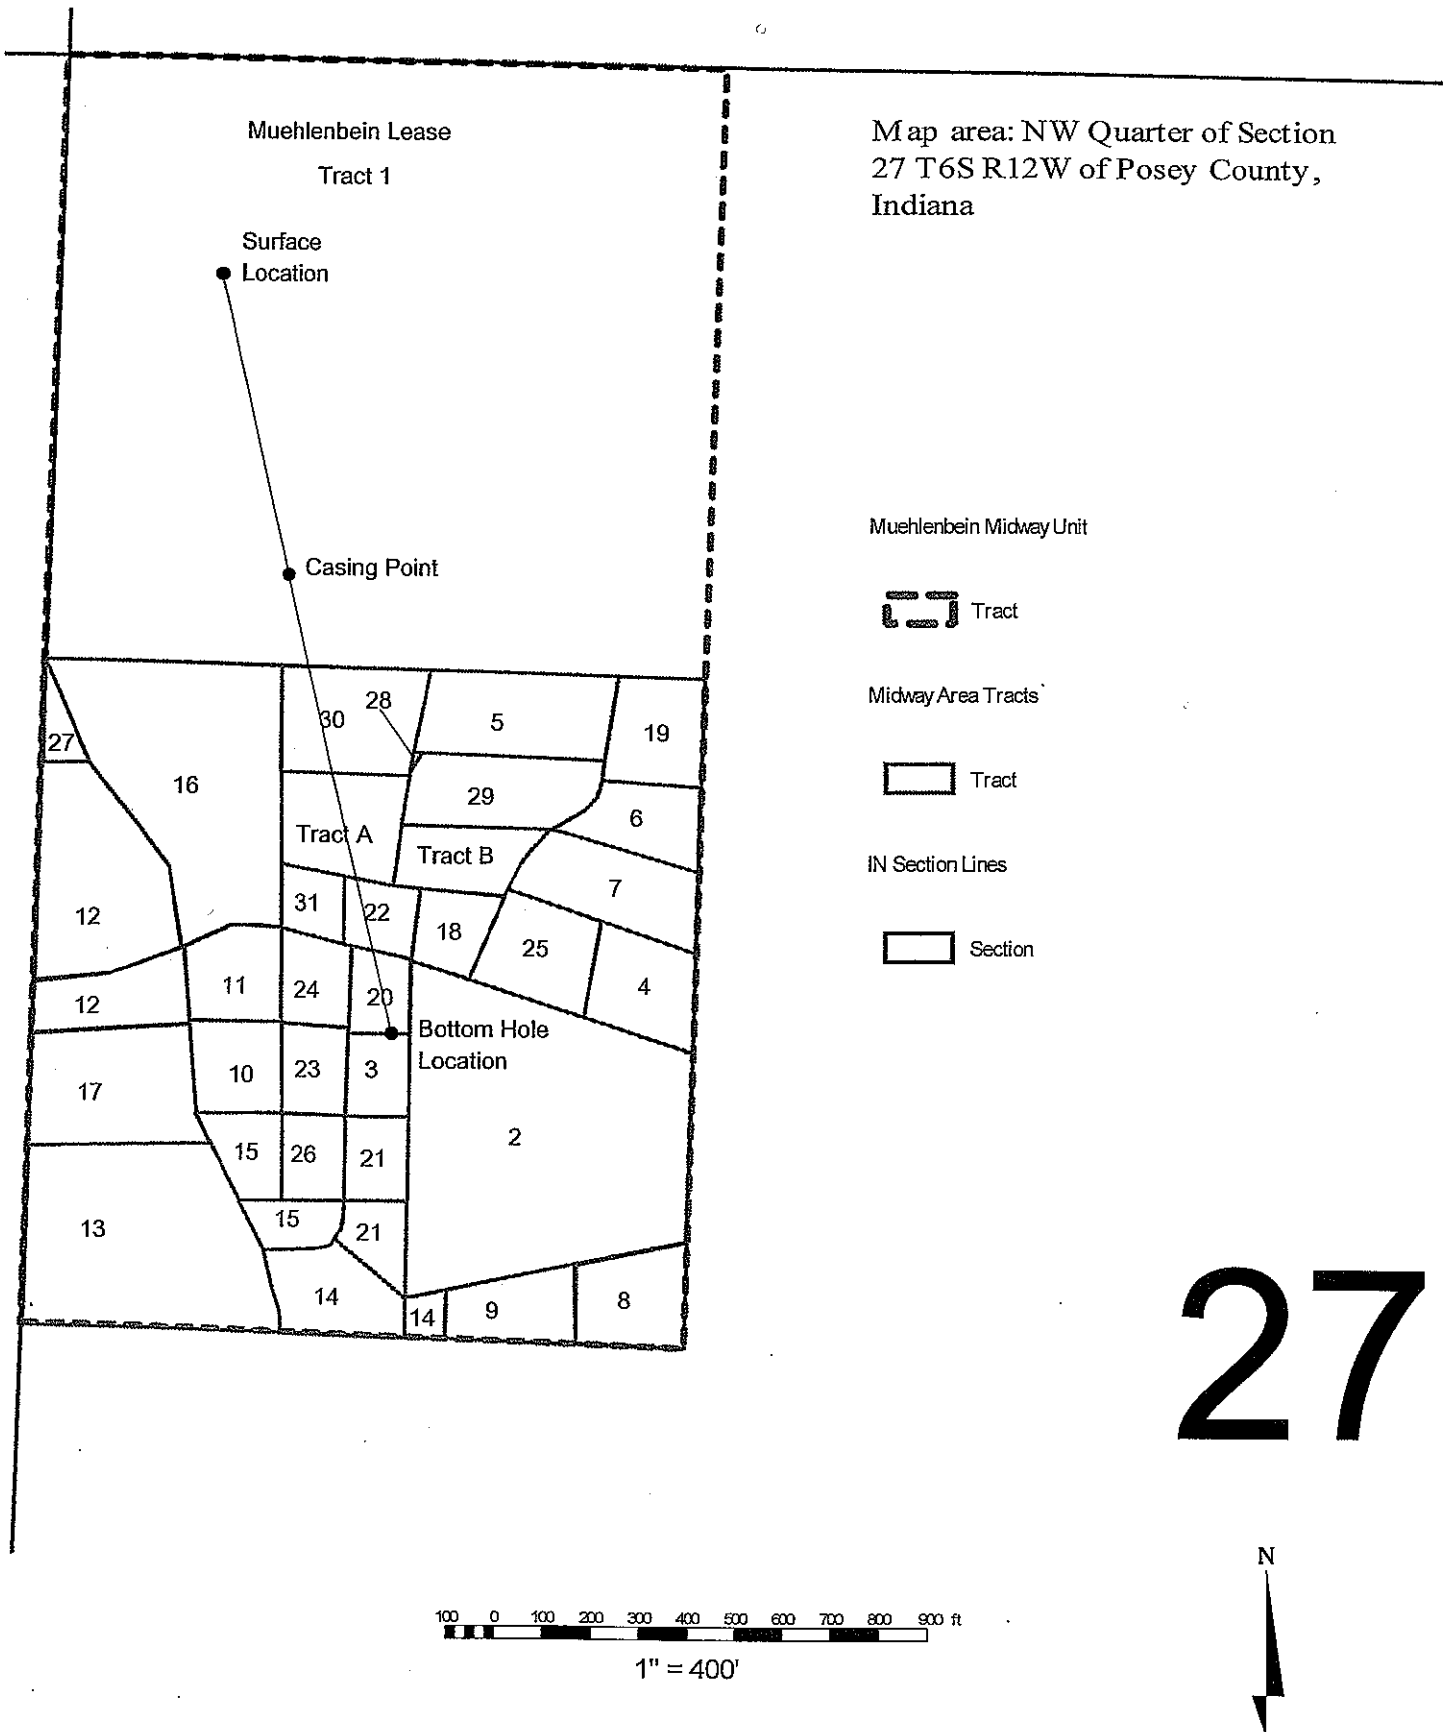 Muehlenbein Lease
Tract 1
Map area: NW Quarter of Section
27 T6S R12W of Posey County,
Indiana
Surface
Location
Casing Point
Muehlenbein Midway Unit
Tract
Midway Area Tracts
Tract
IN Section Lines
Section
28
30
5
19
27
16
29
6
Tract A
Tract B
7
31
22
12
18
25
11
24
20
4
12
Bottom Hole
Location
10
23
3
17
15
26
21
2
15
13
21
14
14
9
8
27
N
100 0 100 200 300 400 500 600 700 800 900 ft
1" = 400'